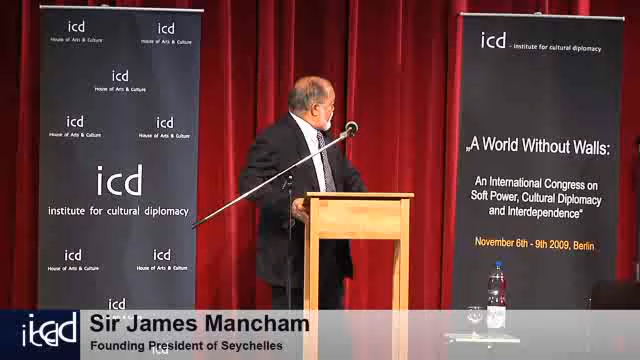 icd
House of Arts & Culture
icd
House of Arts & Culture
icd
House of Arts & Culture
icd
House of Arts & Culture
icd
House of Arts & Culture
icd
institute for cultural diplomacy
icd
House of Arts & Culture
icd
House of Arts & Culture
icd
icd - institute for cultural diplomacy
„A World Without Walls:
An International Congress on
Soft Power, Cultural Diplomacy
and Interdependence“
November 6th - 9th 2009, Berlin
Sir James Mancham
Founding President of Seychelles